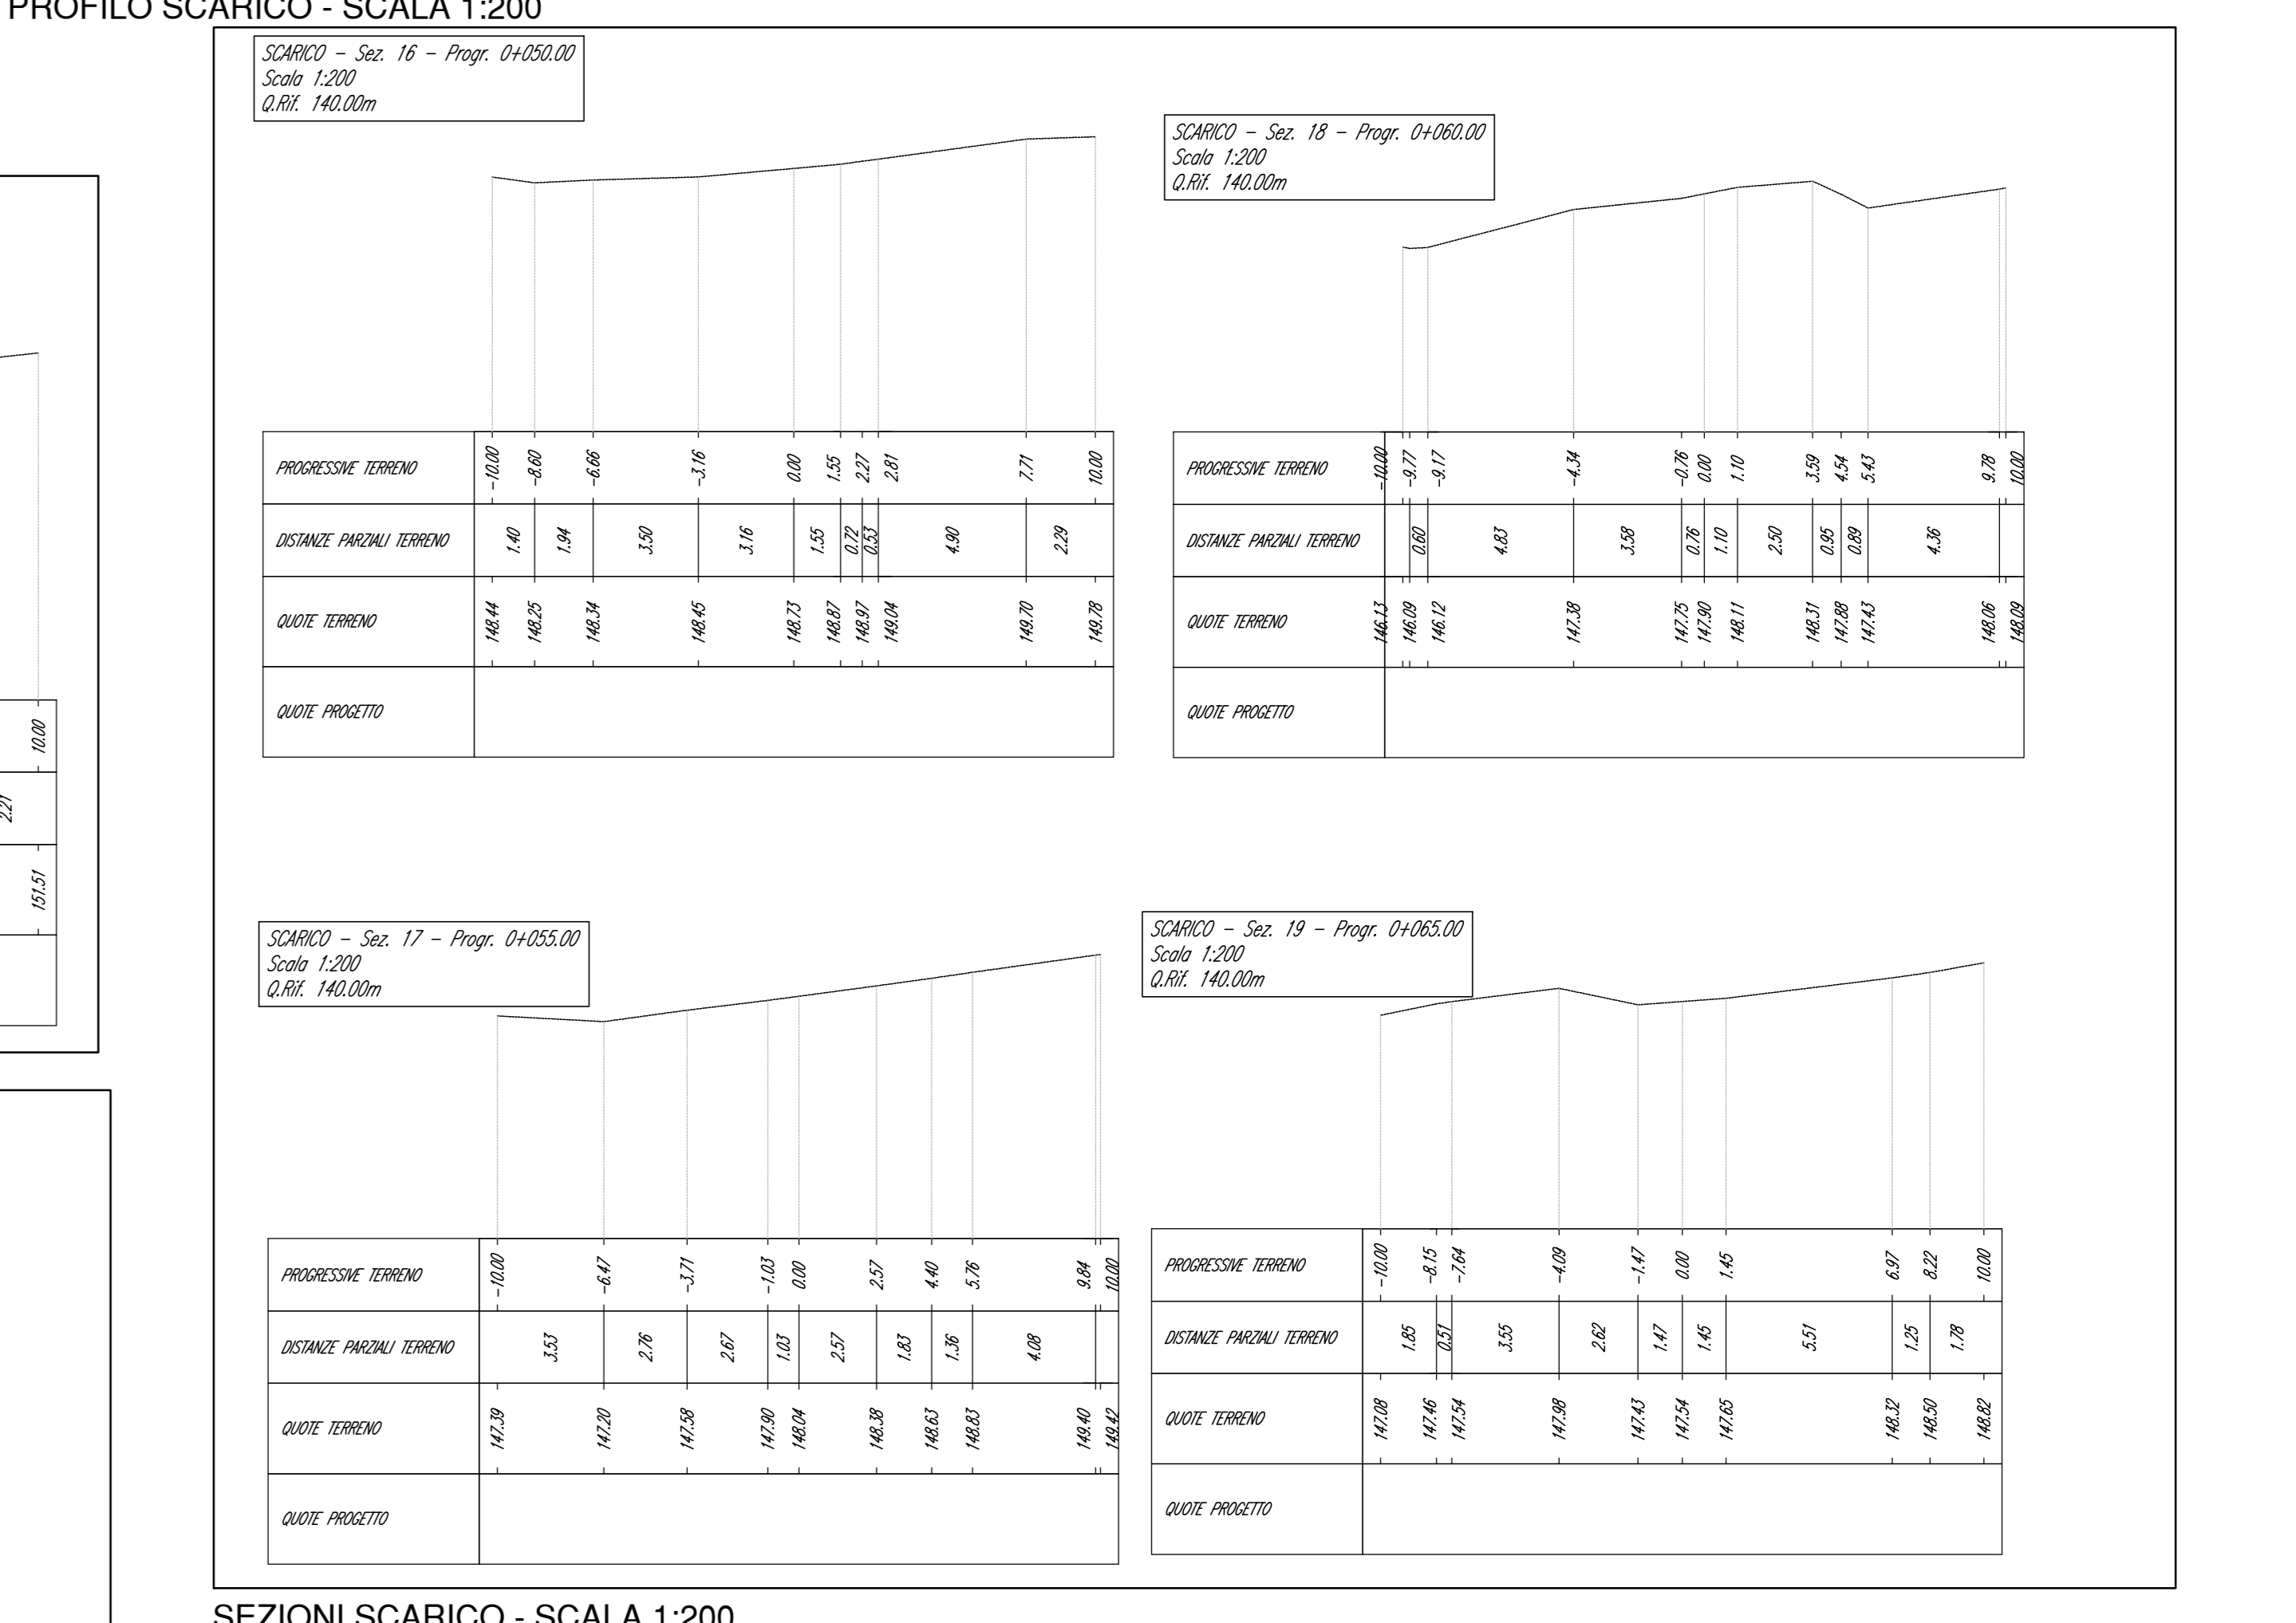 PROFILO SCARICO - SCALA 1:200
10.00
2.21
151.51
SCARICO – Sez. 16 – Progr. 0+050.00
Scala 1:200
Q.Rif. 140.00m
PROGRESSIVE TERRENO -10.00 -8.60 -6.66 -3.16 0.00 1.55 2.27 2.81 7.71 10.00
DISTANZE PARZIALI TERRENO 1.40 1.94 3.50 3.16 1.55 0.72 0.53 4.90 2.29
QUOTE TERRENO 148.44 148.25 148.34 148.45 148.73 148.87 148.97 149.04 149.70 149.78
QUOTE PROGETTO
SCARICO – Sez. 18 – Progr. 0+060.00
Scala 1:200
Q.Rif. 140.00m
PROGRESSIVE TERRENO -10.00 -9.77 -9.17 -4.34 -0.76 0.00 1.10 3.59 4.54 5.43 9.78 10.00
DISTANZE PARZIALI TERRENO 0.60 4.83 3.58 0.76 1.10 2.50 0.95 0.89 4.36
QUOTE TERRENO 146.13 146.09 146.12 147.38 147.75 147.90 148.11 148.31 147.88 147.43 148.06 148.09
QUOTE PROGETTO
SCARICO – Sez. 17 – Progr. 0+055.00
Scala 1:200
Q.Rif. 140.00m
PROGRESSIVE TERRENO -10.00 -6.47 -3.71 -1.03 0.00 2.57 4.40 5.76 9.84 10.00
DISTANZE PARZIALI TERRENO 3.53 2.76 2.67 1.03 2.57 1.83 1.36 4.08
QUOTE TERRENO 147.39 147.20 147.58 147.90 148.04 148.38 148.63 148.83 149.40 149.42
QUOTE PROGETTO
SCARICO – Sez. 19 – Progr. 0+065.00
Scala 1:200
Q.Rif. 140.00m
PROGRESSIVE TERRENO -10.00 -8.15 -7.64 -4.09 -1.47 0.00 1.45 6.97 8.22 10.00
DISTANZE PARZIALI TERRENO 1.85 0.51 3.55 2.62 1.47 1.45 5.51 1.25 1.78
QUOTE TERRENO 147.08 147.46 147.54 147.98 147.43 147.54 147.65 148.32 148.50 148.82
QUOTE PROGETTO
SEZIONI SCARICO - SCALA 1:200